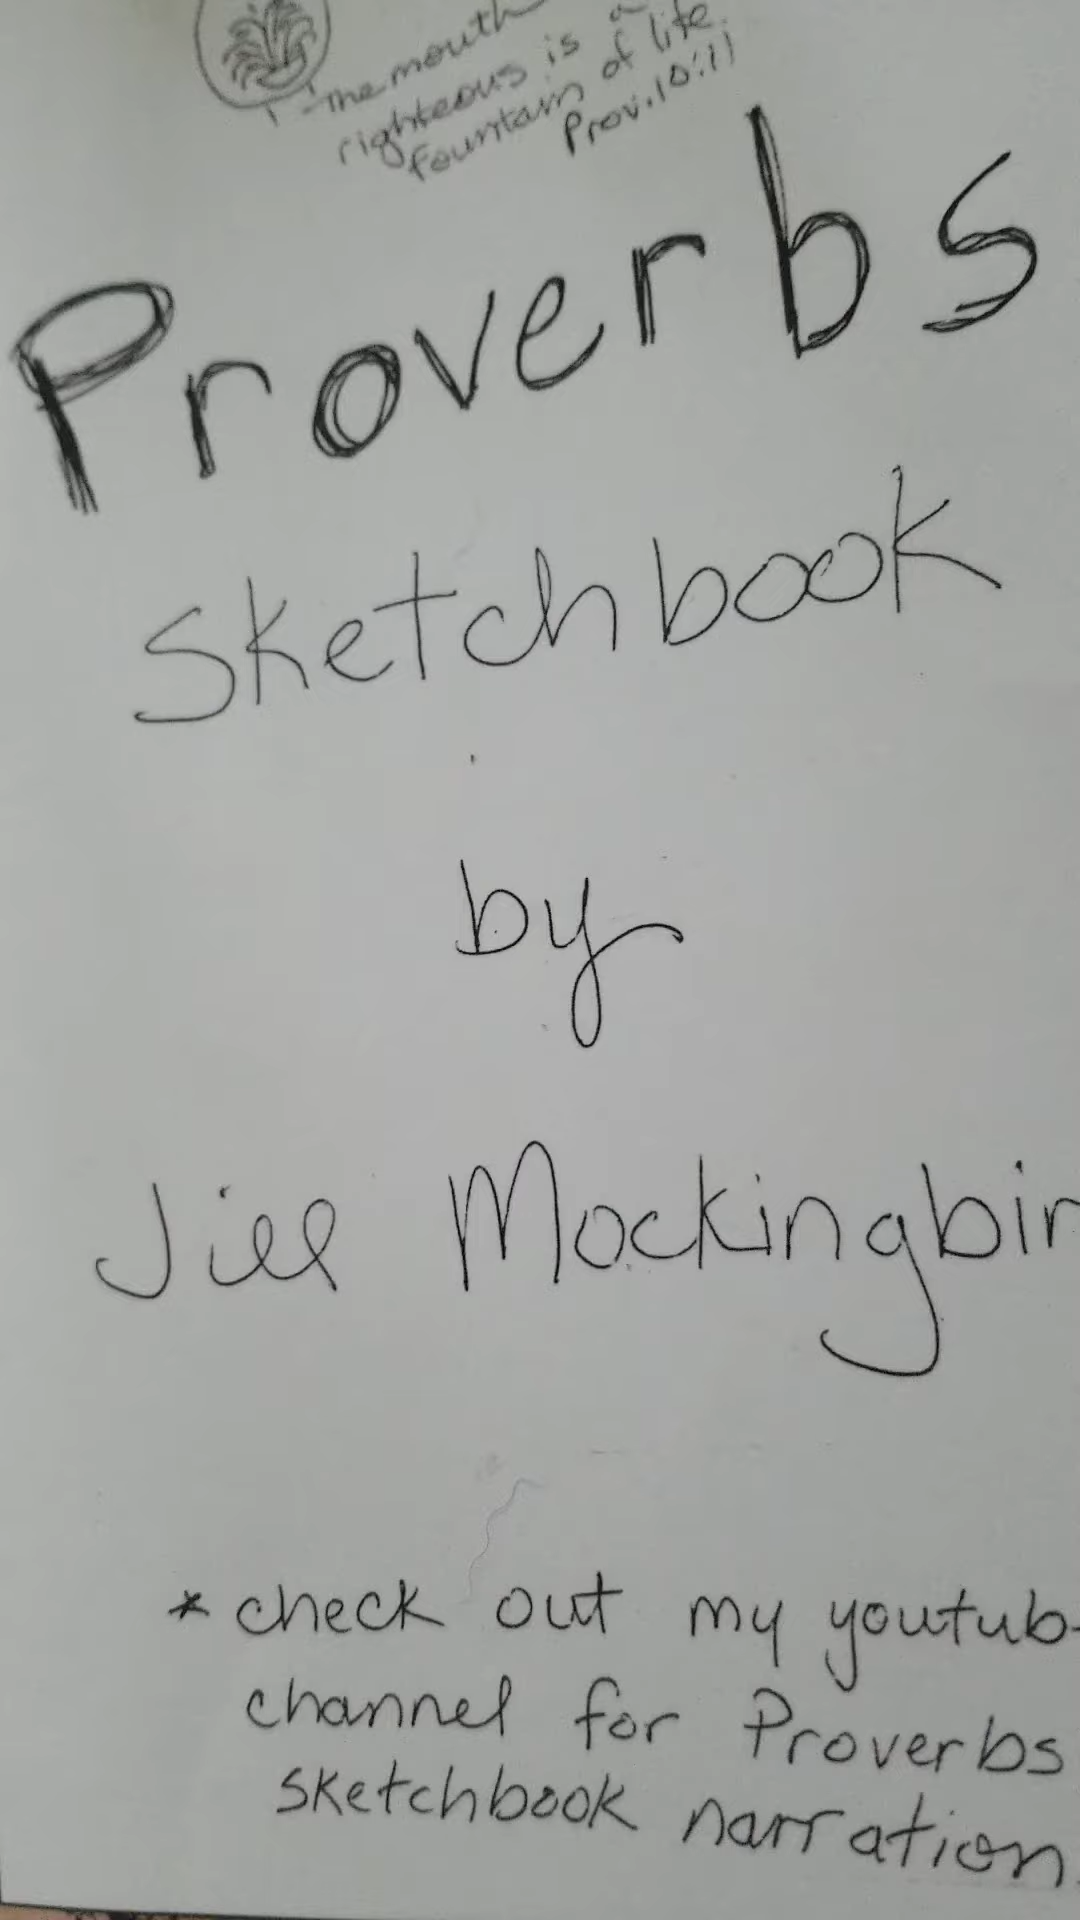 "The mouth
righteous is a
fountain of life.
Prov. 10:11
Proverbs
Sketchbook
by
Jill Mockingbir
* check out my youtub
channel for Proverbs
sketchbook narration.